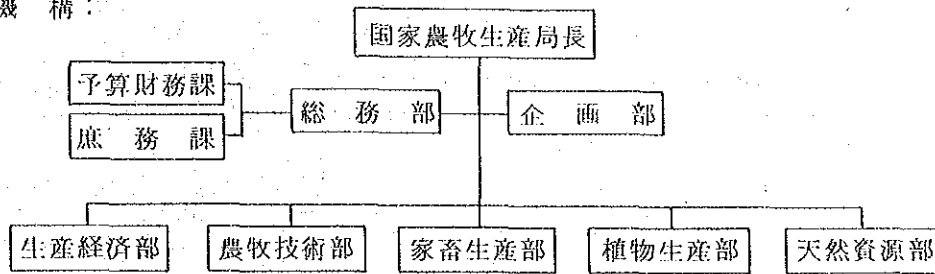 機 構：
国家農牧生産局長
予算財務課
総 務 部 企 画 部
庶 務 課
生産経済部 農牧技術部 家畜生産部 植物生産部 天然資源部